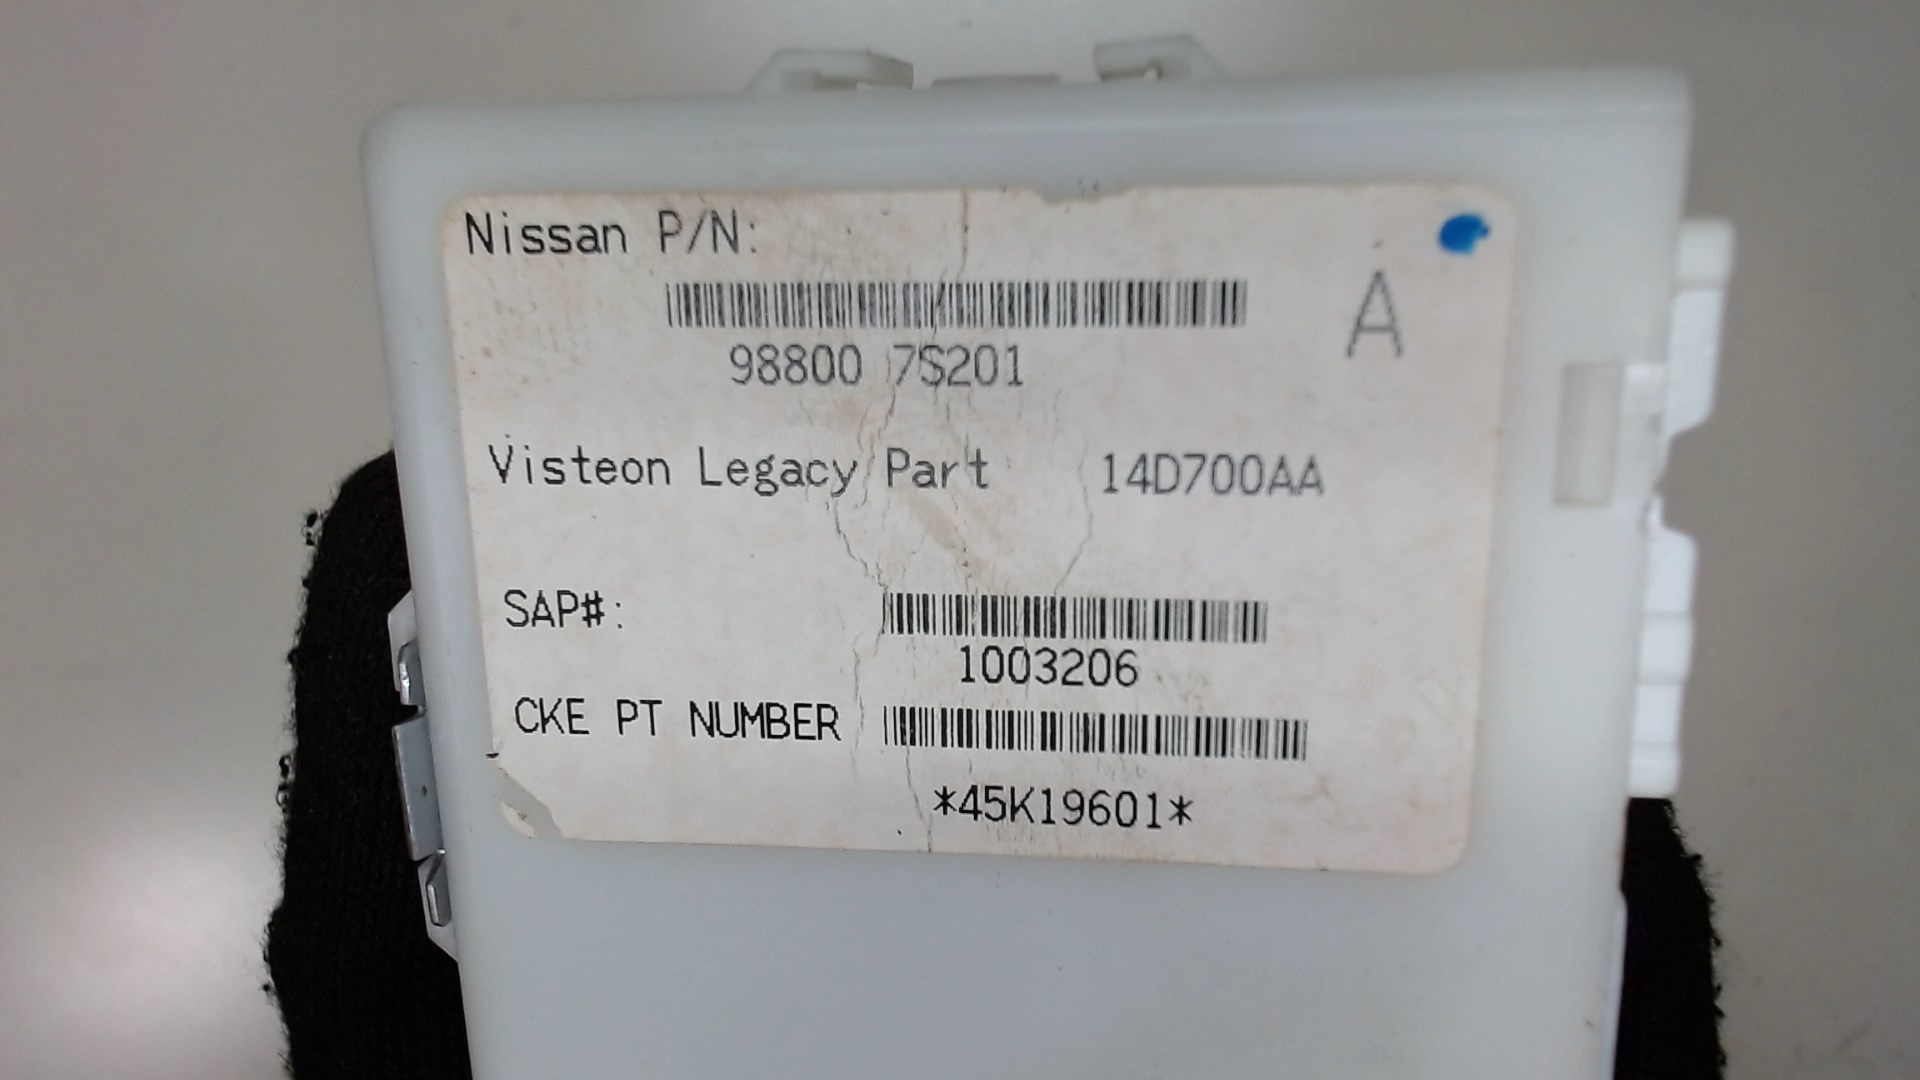 Nissan P/N:
A
98800 7S201
Visteon Legacy Part 14D700AA
SAP#:
1003206
CKE PT NUMBER
*45K19601*